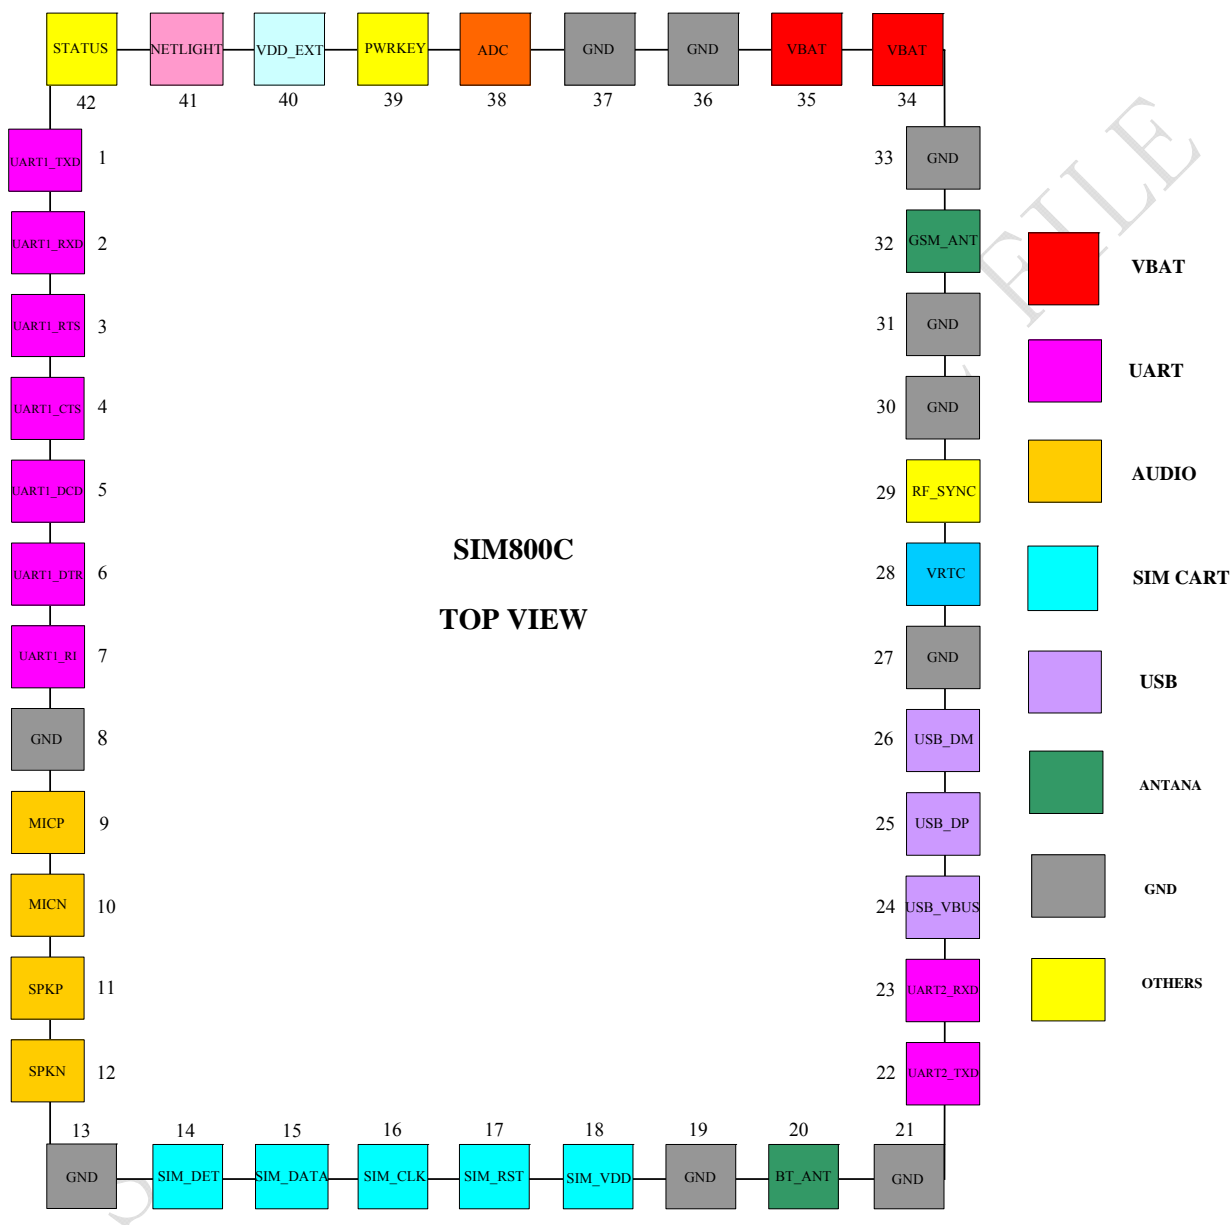 STATUS NETLIGHT VDD_EXT PWRKEY ADC GND GND VBAT VBAT
42 41 40 39 38 37 36 35 34
UART1_TXD 1 33 GND
UART1_RXD 2 32 GSM_ANT
UART1_RTS 3 31 GND
UART1_CTS 4 30 GND
UART1_DCD 5 29 RF_SYNC
UART1_DTR 6 28 VRTC
UART1_RI 7 27 GND
GND 8 26 USB_DM
MICP 9 25 USB_DP
MICN 10 24 USB_VBUS
SPKP 11 23 UART2_RXD
SPKN 12 22 UART2_TXD
13 14 15 16 17 18 19 20 21
GND SIM_DET SIM_DATA SIM_CLK SIM_RST SIM_VDD GND BT_ANT GND
SIM800C
TOP VIEW
VBAT
UART
AUDIO
SIM CART
USB
ANTANA
GND
OTHERS
FILE